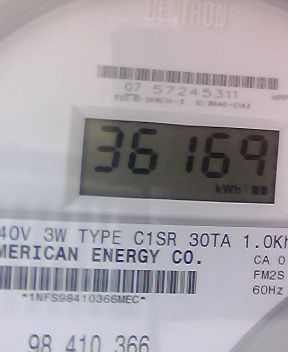 CENTRON®
07 57245311
36169
kWh
40V 3W TYPE C1SR 30TA 1.0Kh
MERICAN ENERGY CO.
CA 0
FM2S
60Hz
*1NFS98410366MEC*
98 410 366